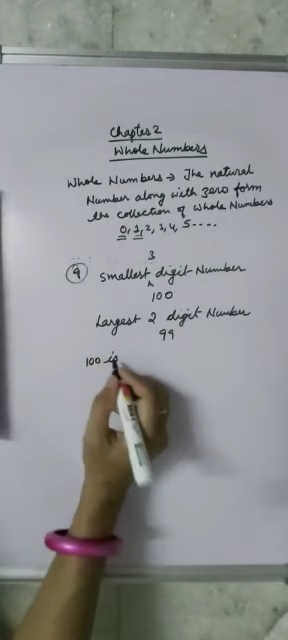 Chapter 2
Whole Numbers
Whole Numbers → The natural
Number along with zero form
the collection of Whole Numbers
0, 1, 2, 3, 4, 5 ....
3
9 smallest ^ digit Number
100
Largest 2 digit Number
99
100 is